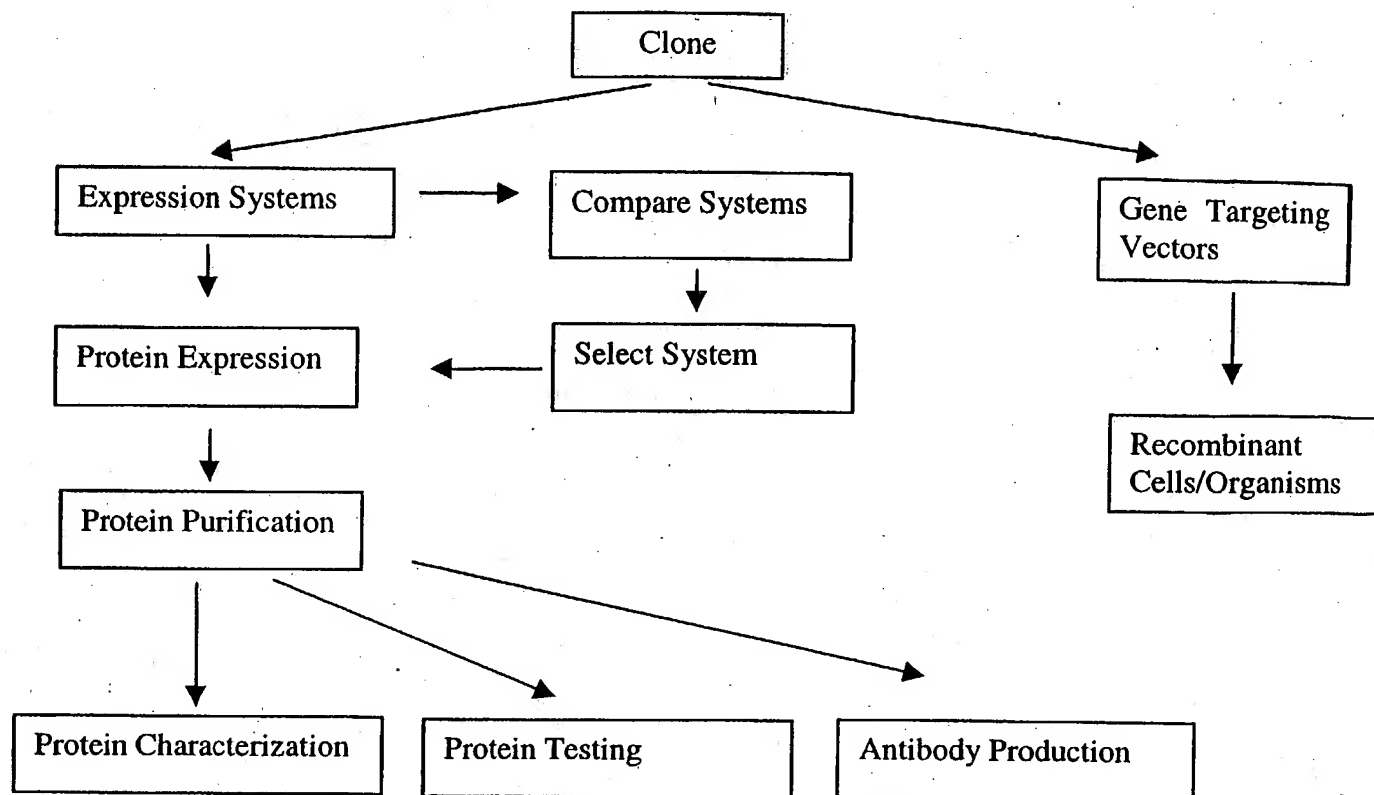 Clone
Expression Systems
Compare Systems
Gene Targeting
Vectors
Protein Expression
Select System
Recombinant
Cells/Organisms
Protein Purification
Protein Characterization
Protein Testing
Antibody Production